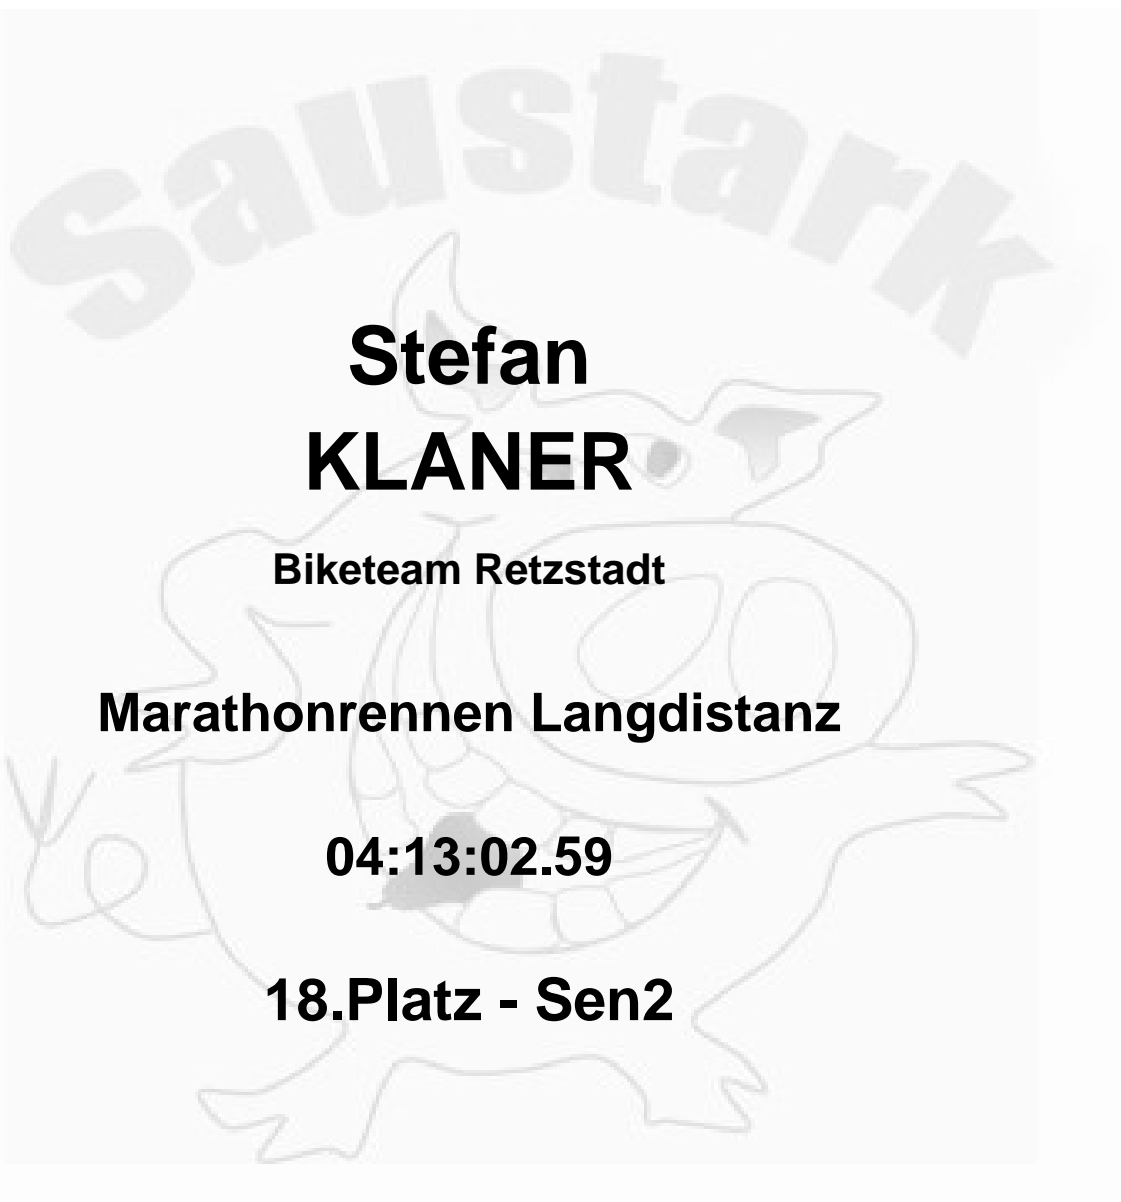 Saustark
Stefan
KLANER
Biketeam Retzstadt
Marathonrennen Langdistanz
04:13:02.59
18.Platz - Sen2